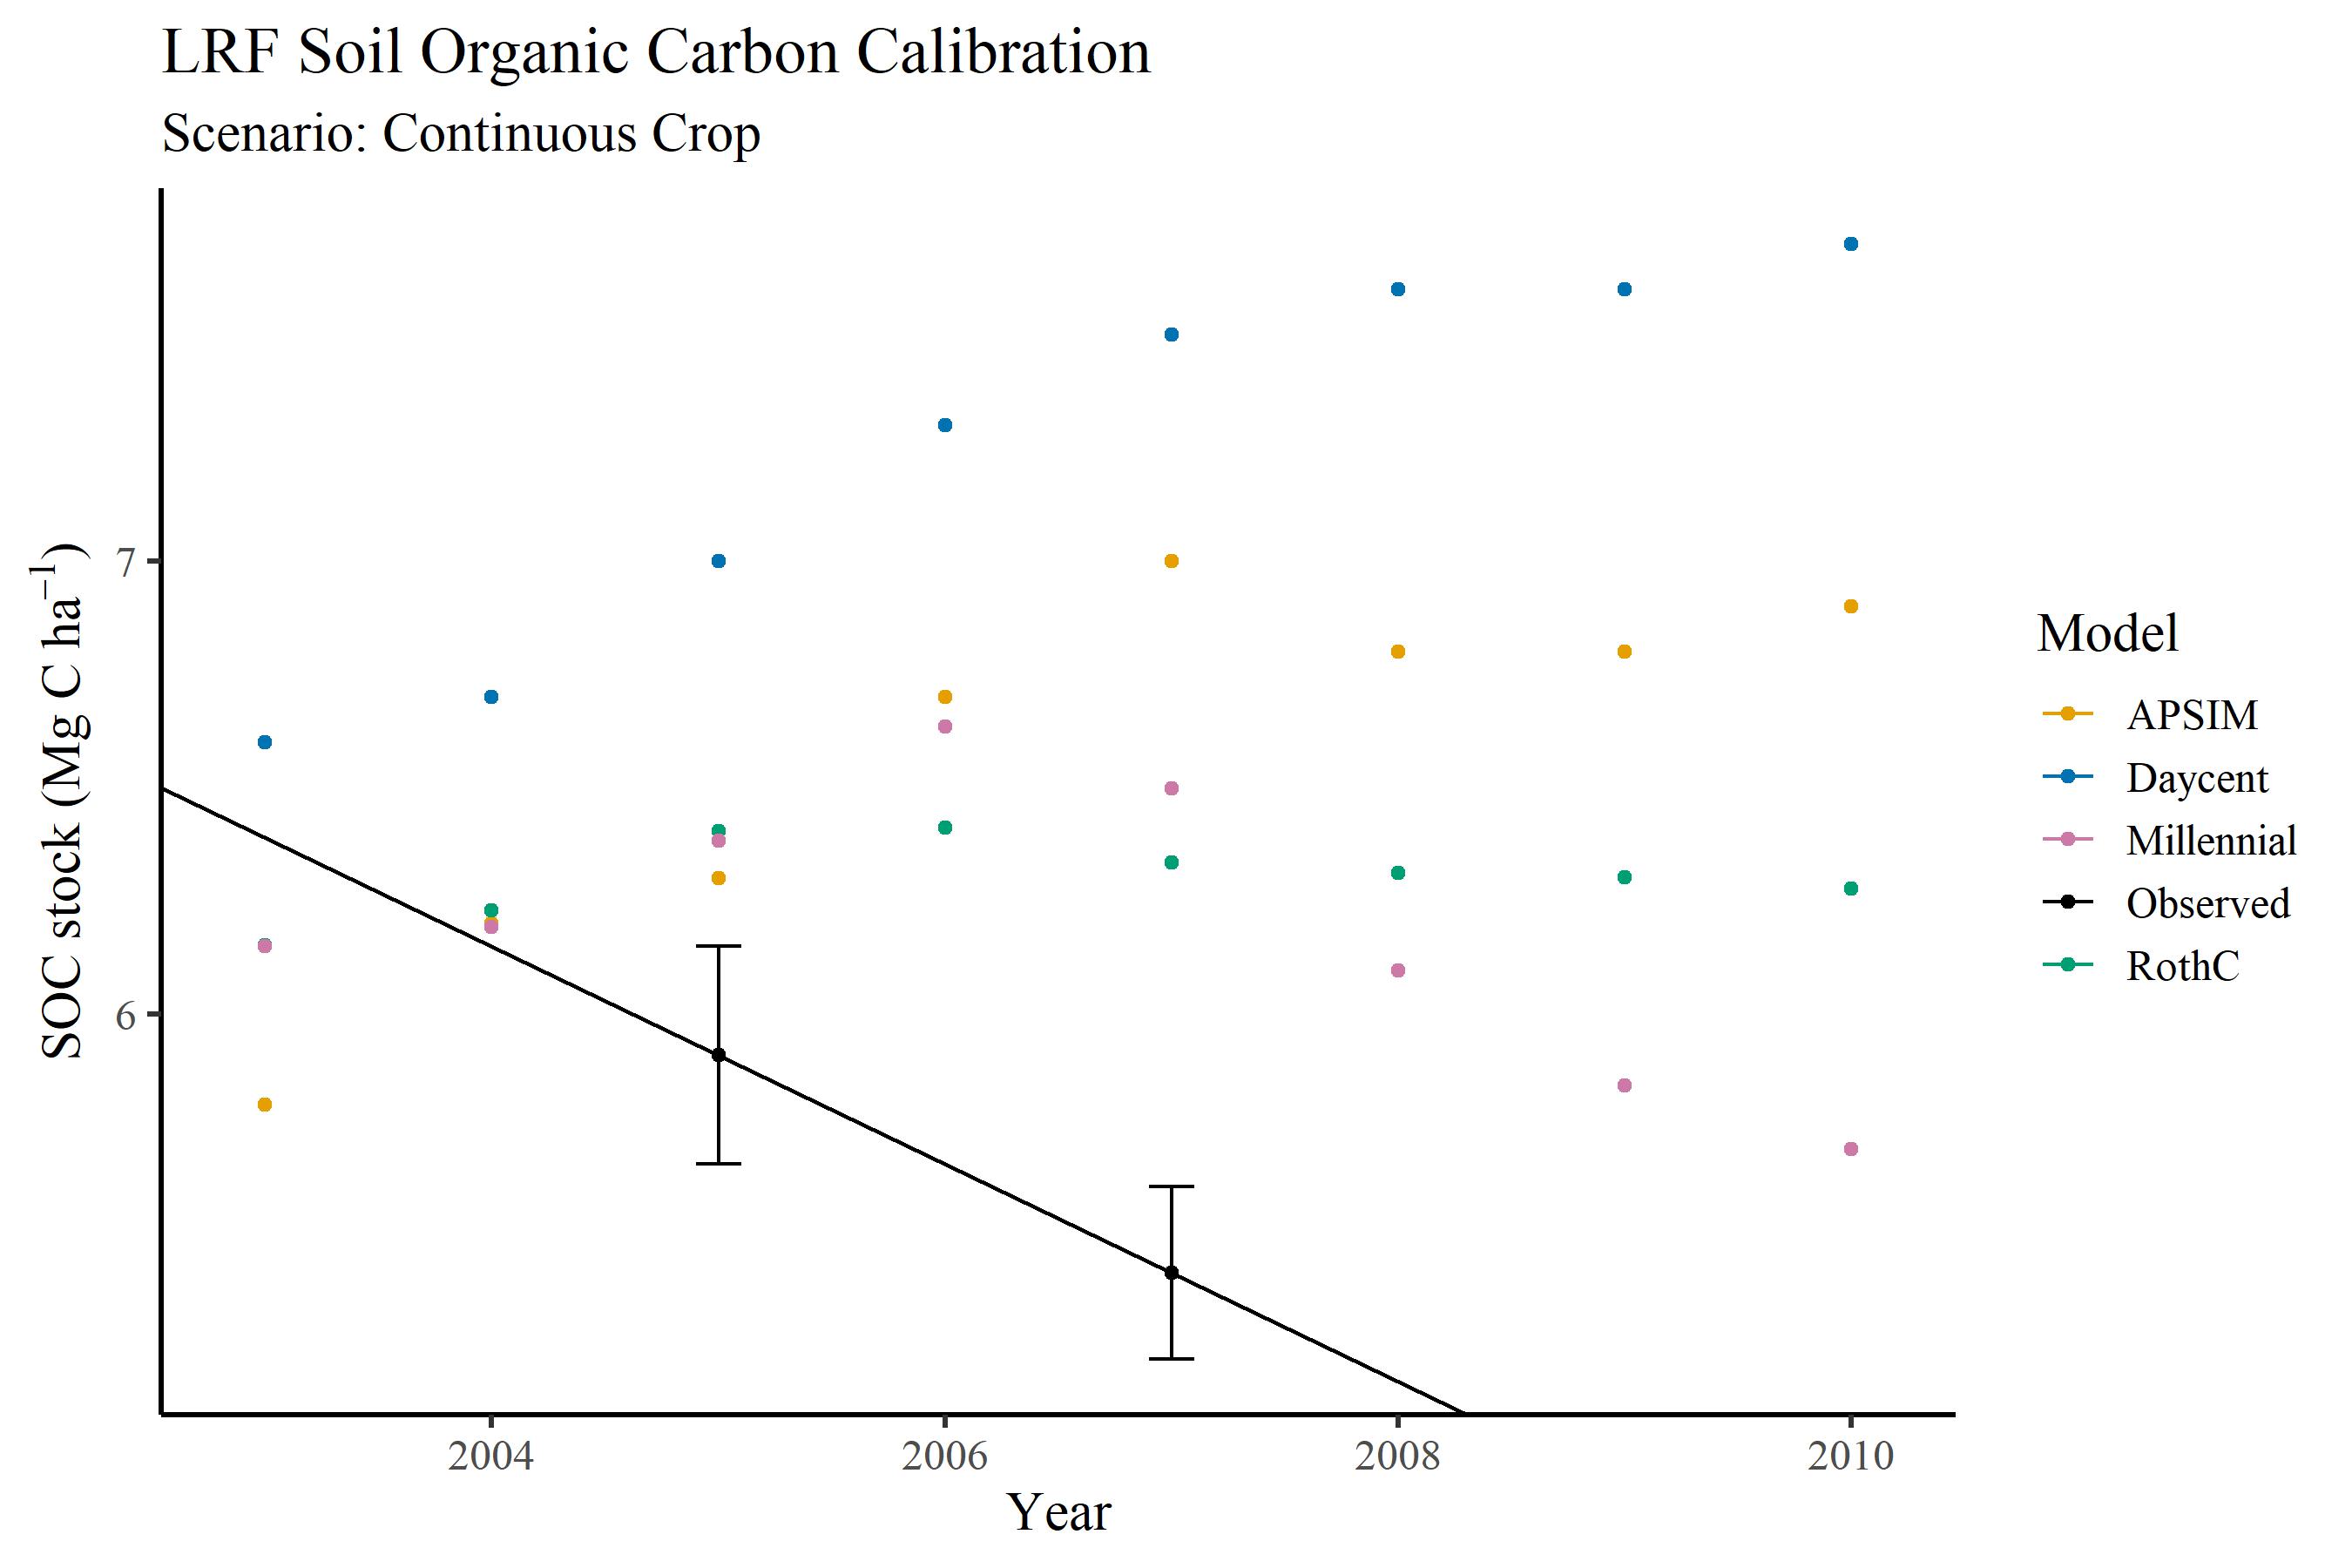 LRF Soil Organic Carbon Calibration
Scenario: Continuous Crop
SOC stock (Mg C ha⁻¹)
7
6
2004 2006 2008 2010
Year
Model
APSIM
Daycent
Millennial
Observed
RothC